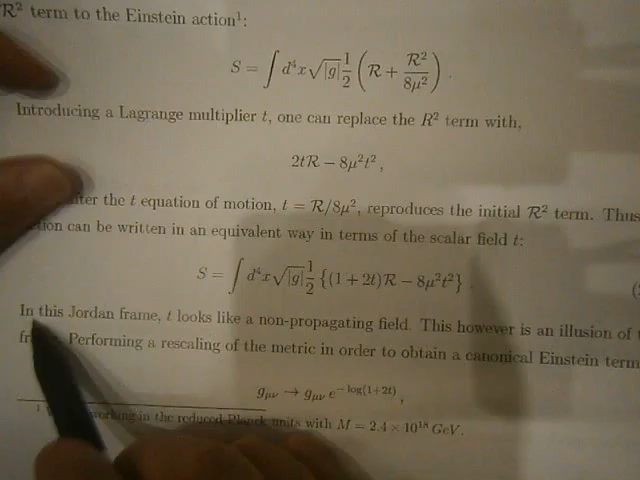 R² term to the Einstein action¹:
S = ∫ d⁴x√|g| 1/2 (R + R²/8μ²) .
Introducing a Lagrange multiplier t, one can replace the R² term with,
2tR − 8μ²t² ,
the t equation of motion, t = R/8μ², reproduces the initial R² term. Thus
can be written in an equivalent way in terms of the scalar field t:
S = ∫ d⁴x√|g| 1/2 {(1 + 2t)R − 8μ²t²} .
In this Jordan frame, t looks like a non-propagating field. This however is an illusion of
Performing a rescaling of the metric in order to obtain a canonical Einstein term
gμν → gμν e^{−log(1+2t)} ,
¹ working in the reduced Planck units with M = 2.4 × 10¹⁸ GeV.